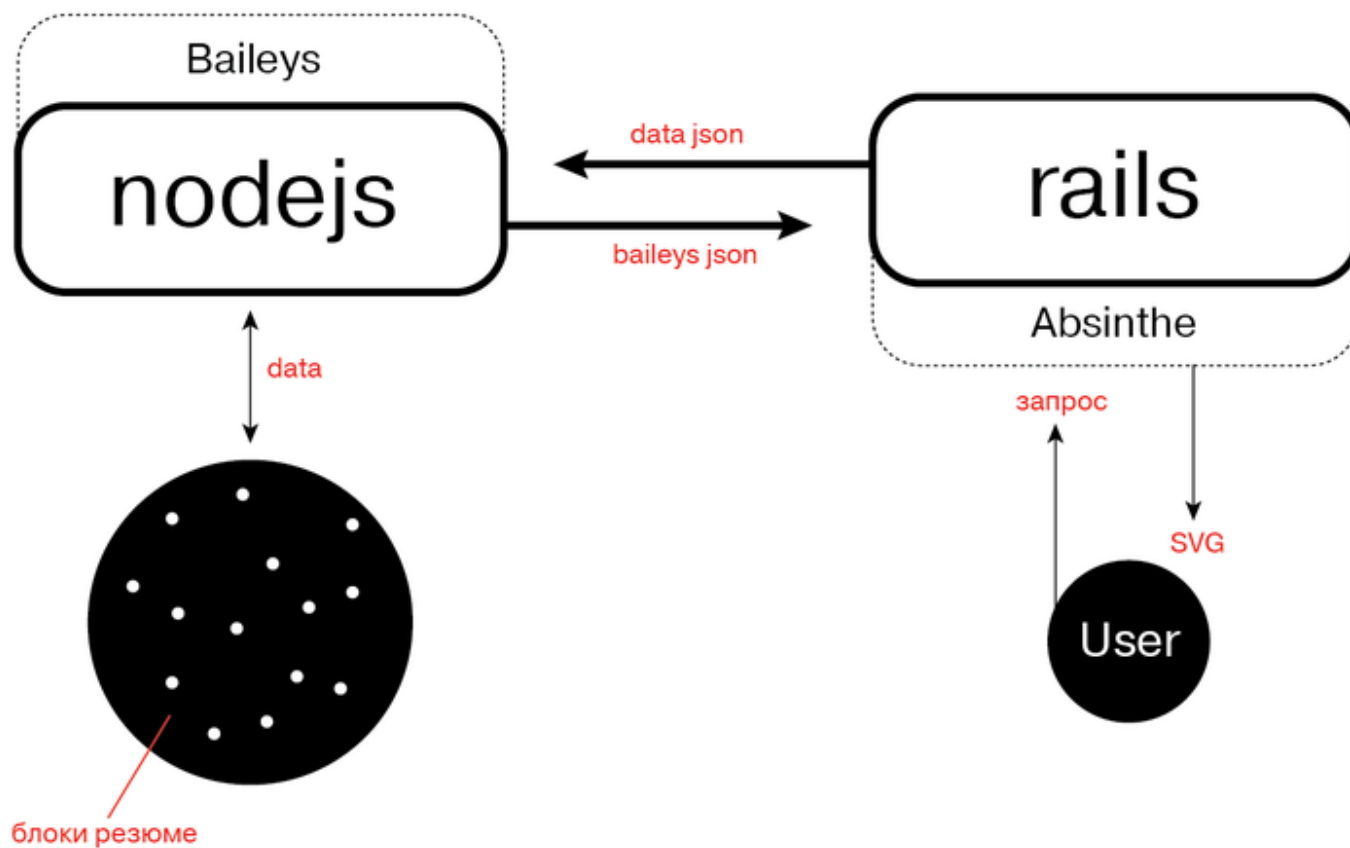 Baileys
nodejs
data json
baileys json
rails
Absinthe
data
запрос
SVG
User
блоки резюме